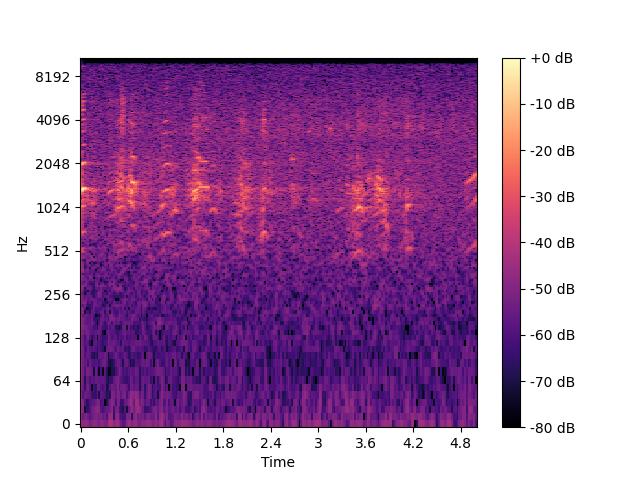 8192
4096
2048
1024
512
256
128
64
0
Hz
0 0.6 1.2 1.8 2.4 3 3.6 4.2 4.8
Time
+0 dB
-10 dB
-20 dB
-30 dB
-40 dB
-50 dB
-60 dB
-70 dB
-80 dB